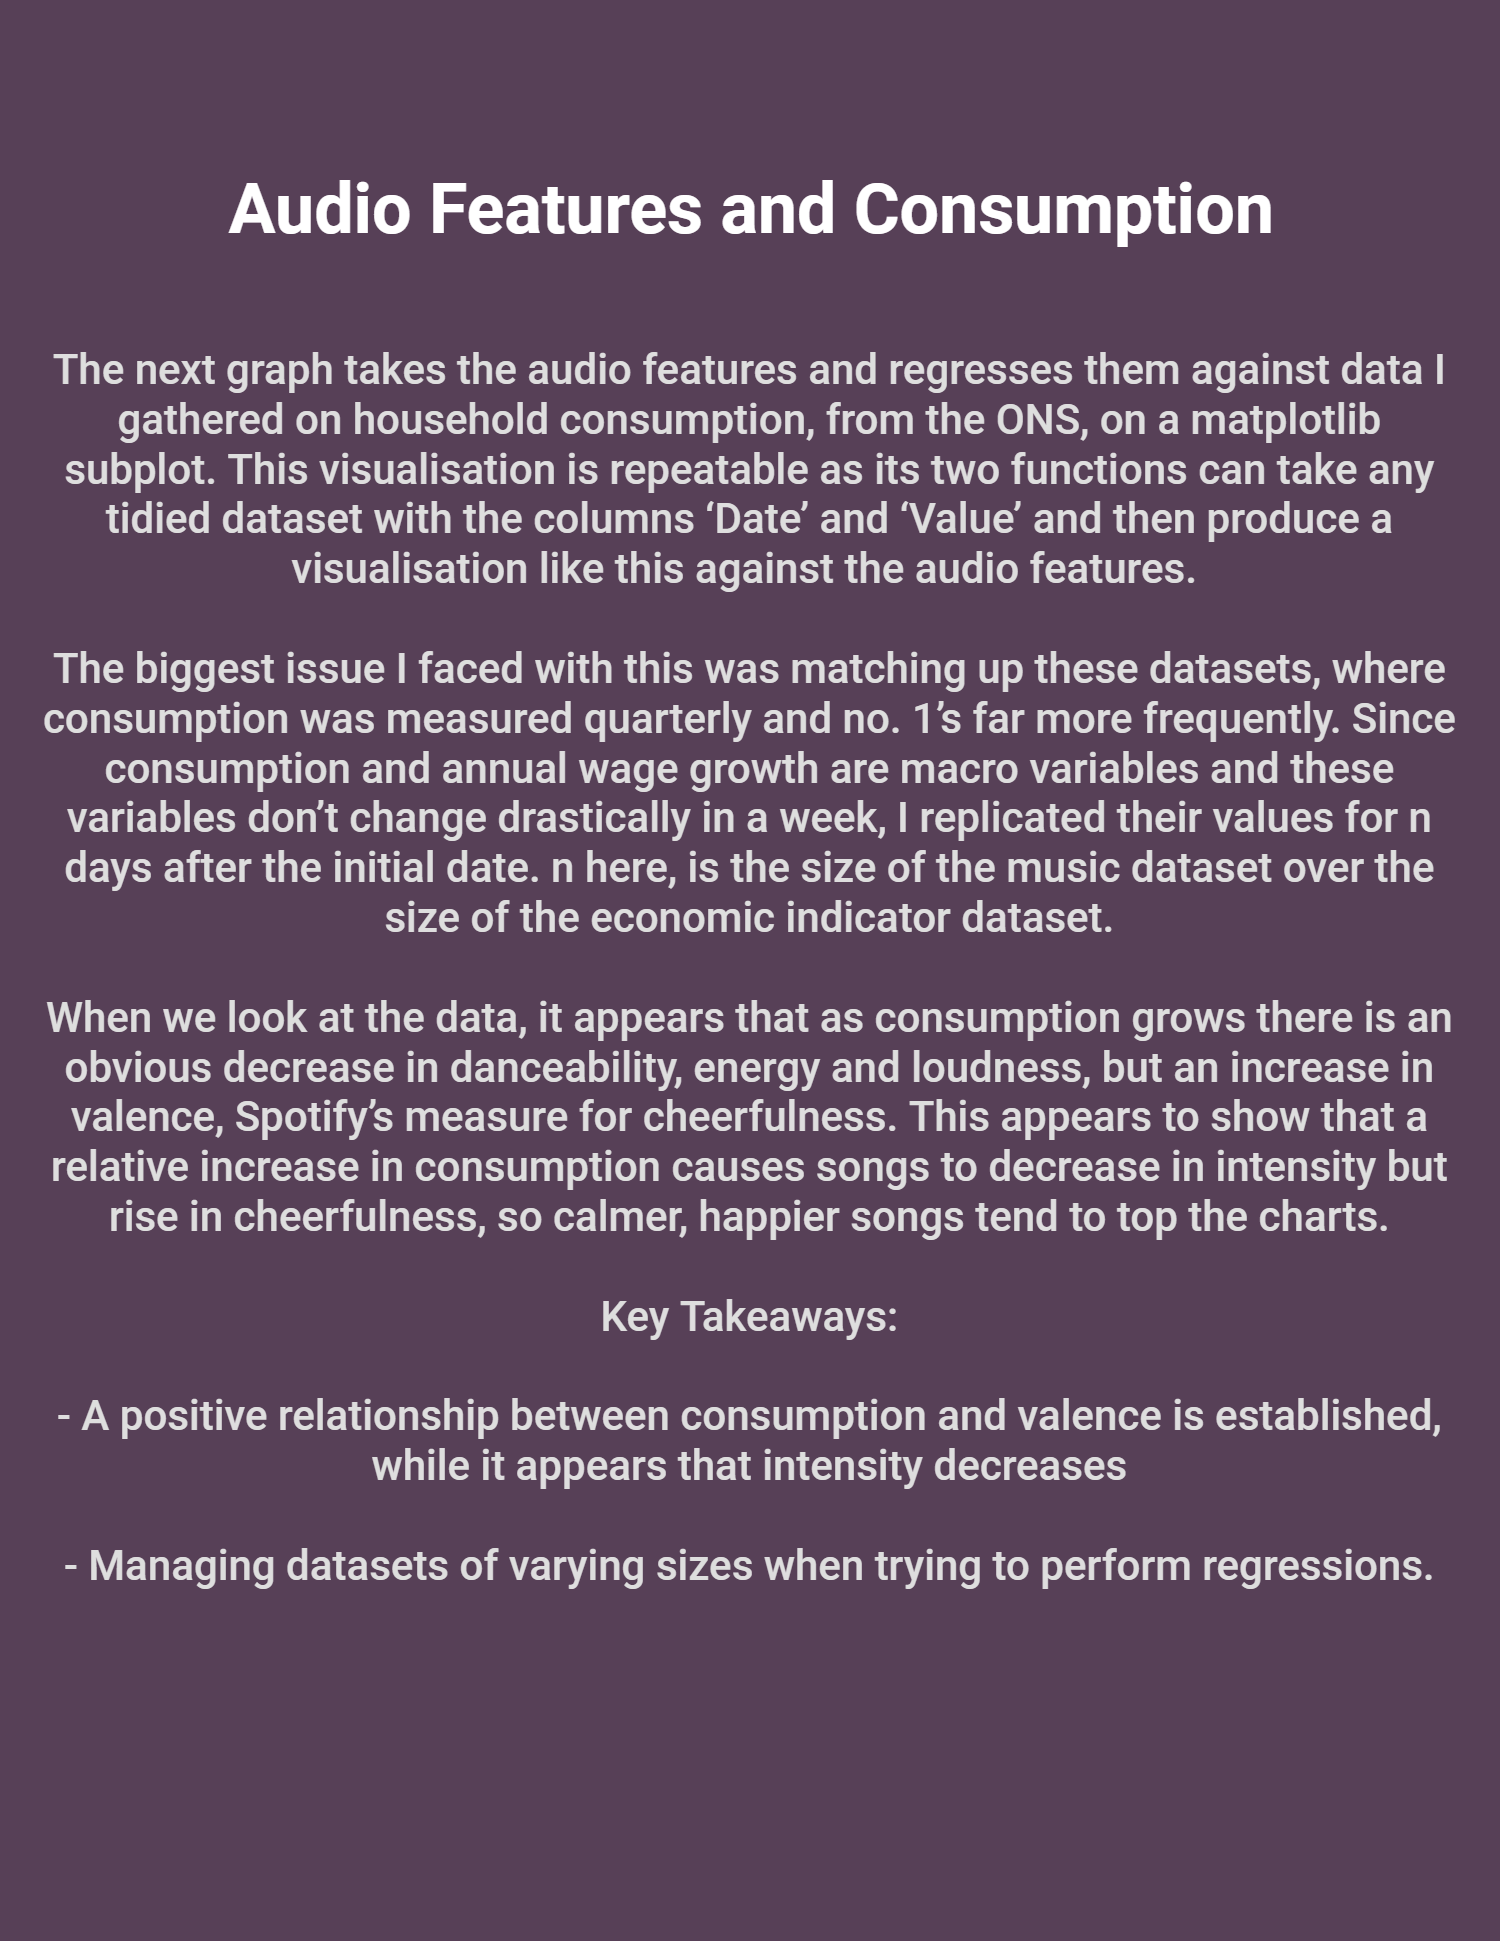 Audio Features and Consumption
The next graph takes the audio features and regresses them against data I
gathered on household consumption, from the ONS, on a matplotlib
subplot. This visualisation is repeatable as its two functions can take any
tidied dataset with the columns ‘Date’ and ‘Value’ and then produce a
visualisation like this against the audio features.
The biggest issue I faced with this was matching up these datasets, where
consumption was measured quarterly and no. 1’s far more frequently. Since
consumption and annual wage growth are macro variables and these
variables don’t change drastically in a week, I replicated their values for n
days after the initial date. n here, is the size of the music dataset over the
size of the economic indicator dataset.
When we look at the data, it appears that as consumption grows there is an
obvious decrease in danceability, energy and loudness, but an increase in
valence, Spotify’s measure for cheerfulness. This appears to show that a
relative increase in consumption causes songs to decrease in intensity but
rise in cheerfulness, so calmer, happier songs tend to top the charts.
Key Takeaways:
- A positive relationship between consumption and valence is established,
while it appears that intensity decreases
- Managing datasets of varying sizes when trying to perform regressions.